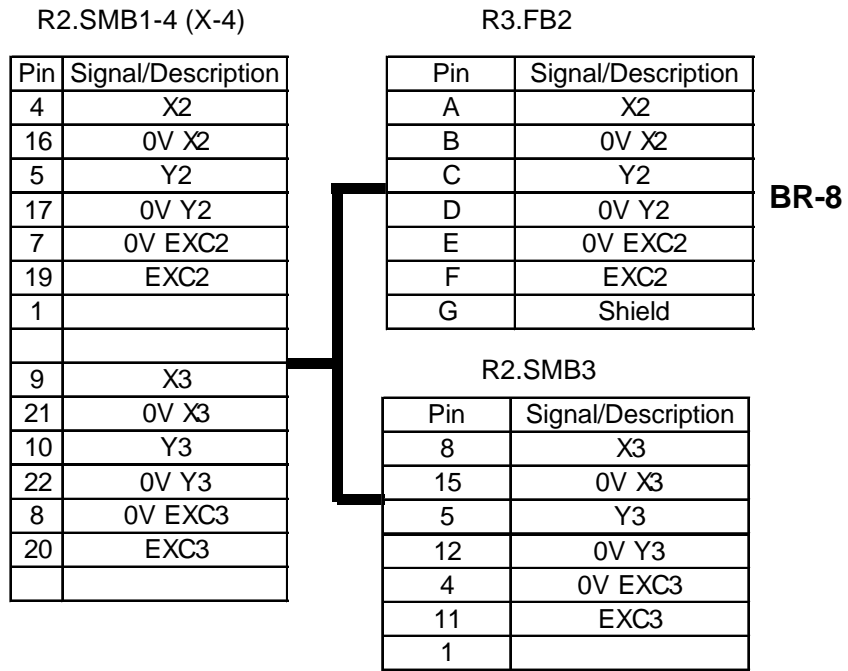 R2.SMB1-4 (X-4)
Pin Signal/Description
4 X2
16 0V X2
5 Y2
17 0V Y2
7 0V EXC2
19 EXC2
1
9 X3
21 0V X3
10 Y3
22 0V Y3
8 0V EXC3
20 EXC3
R3.FB2
Pin Signal/Description
A X2
B 0V X2
C Y2
D 0V Y2
E 0V EXC2
F EXC2
G Shield
BR-8
R2.SMB3
Pin Signal/Description
8 X3
15 0V X3
5 Y3
12 0V Y3
4 0V EXC3
11 EXC3
1